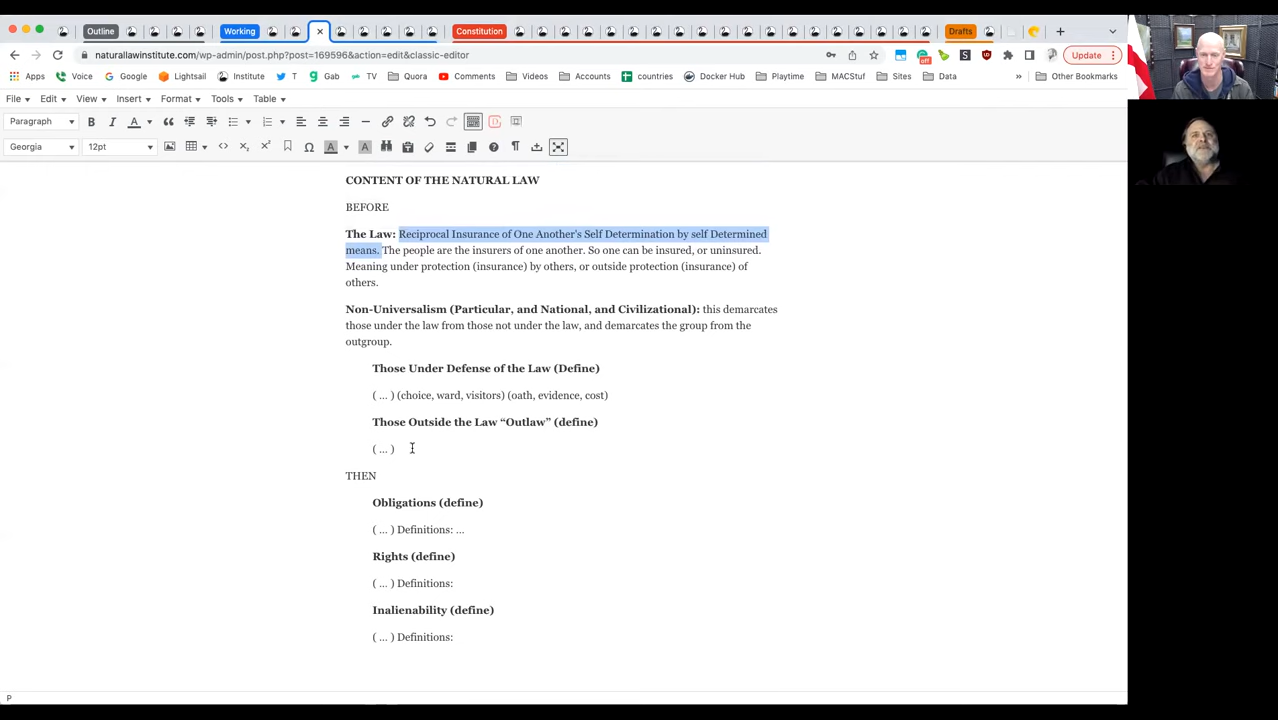 Outline
Working
Constitution
Drafts
naturallawinstitute.com/wp-admin/post.php?post=169596&action=edit&classic-editor
off
Update
Apps Voice Google Lightsail Institute T Gab TV Quora Comments Videos Accounts countries Docker Hub Playtime MACStuf Sites Data » Other Bookmarks
File Edit View Insert Format Tools Table
Paragraph B I A
Georgia 12pt
CONTENT OF THE NATURAL LAW
BEFORE
The Law: Reciprocal Insurance of One Another's Self Determination by self Determined
means. The people are the insurers of one another. So one can be insured, or uninsured.
Meaning under protection (insurance) by others, or outside protection (insurance) of
others.
Non-Universalism (Particular, and National, and Civilizational): this demarcates
those under the law from those not under the law, and demarcates the group from the
outgroup.
Those Under Defense of the Law (Define)
( ... ) (choice, ward, visitors) (oath, evidence, cost)
Those Outside the Law “Outlaw” (define)
( ... )
THEN
Obligations (define)
( ... ) Definitions: ...
Rights (define)
( ... ) Definitions:
Inalienability (define)
( ... ) Definitions:
P